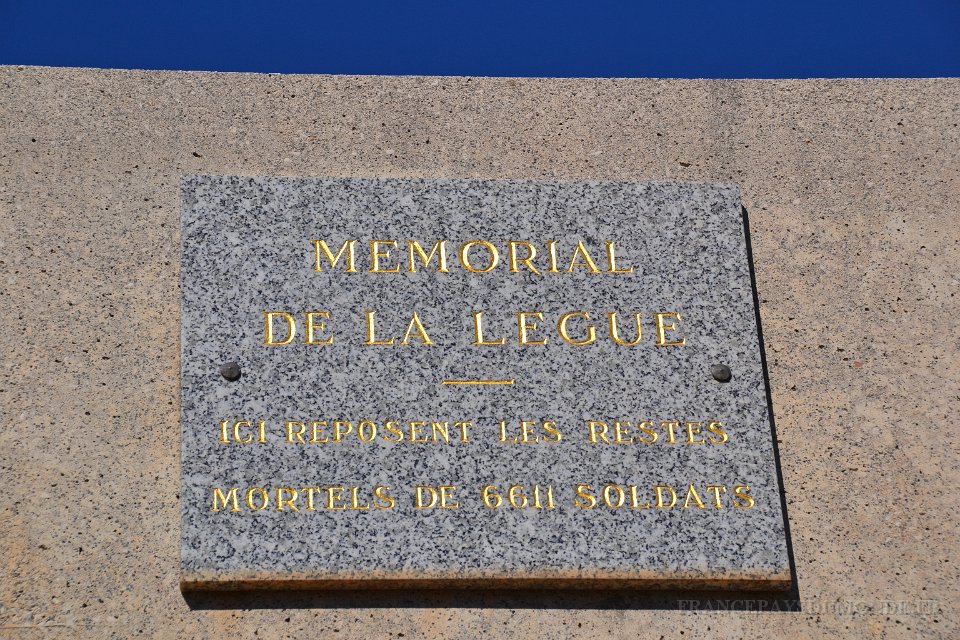 MEMORIAL
DE LA LEGUE
ICI REPOSENT LES RESTES
MORTELS DE 6611 SOLDATS